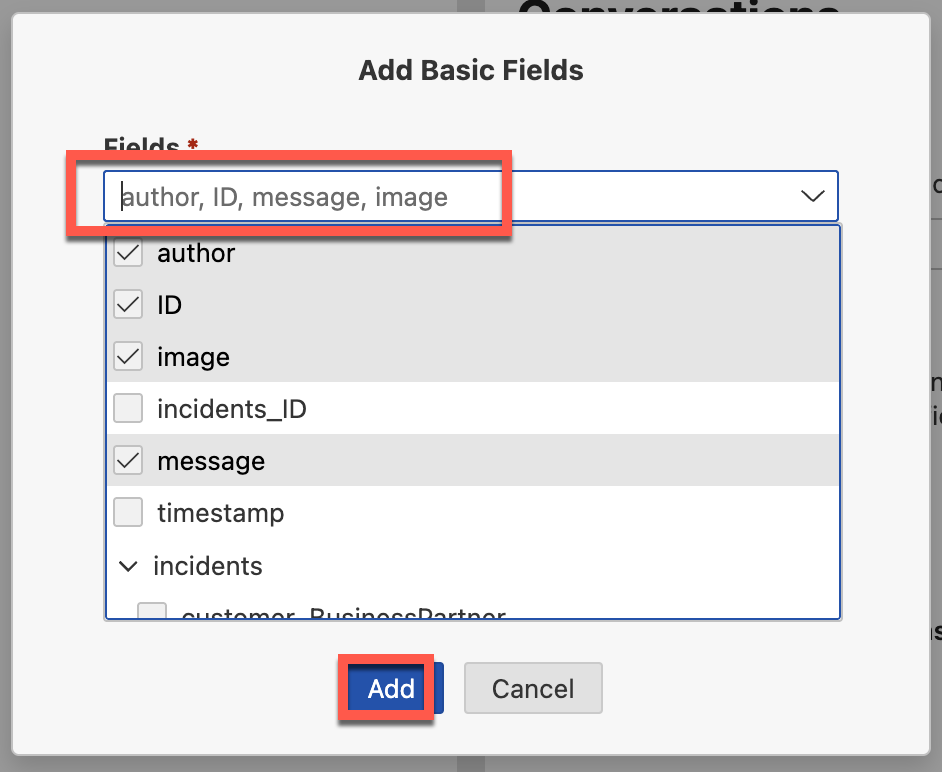 Conversations
Add Basic Fields
Fields *
author, ID, message, image
author
ID
image
incidents_ID
message
timestamp
incidents
customer_BusinessPartner
Add
Cancel